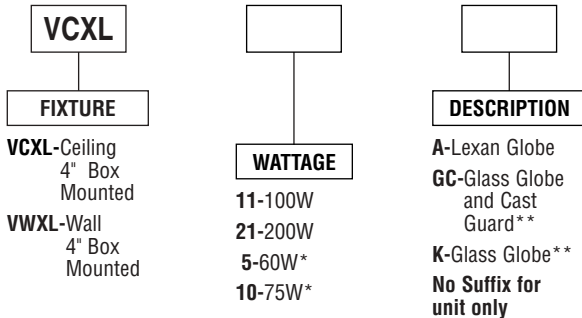 VCXL
FIXTURE
VCXL-Ceiling
4" Box
Mounted
VWXL-Wall
4" Box
Mounted
WATTAGE
11-100W
21-200W
5-60W*
10-75W*
DESCRIPTION
A-Lexan Globe
GC-Glass Globe
and Cast
Guard**
K-Glass Globe**
No Suffix for
unit only